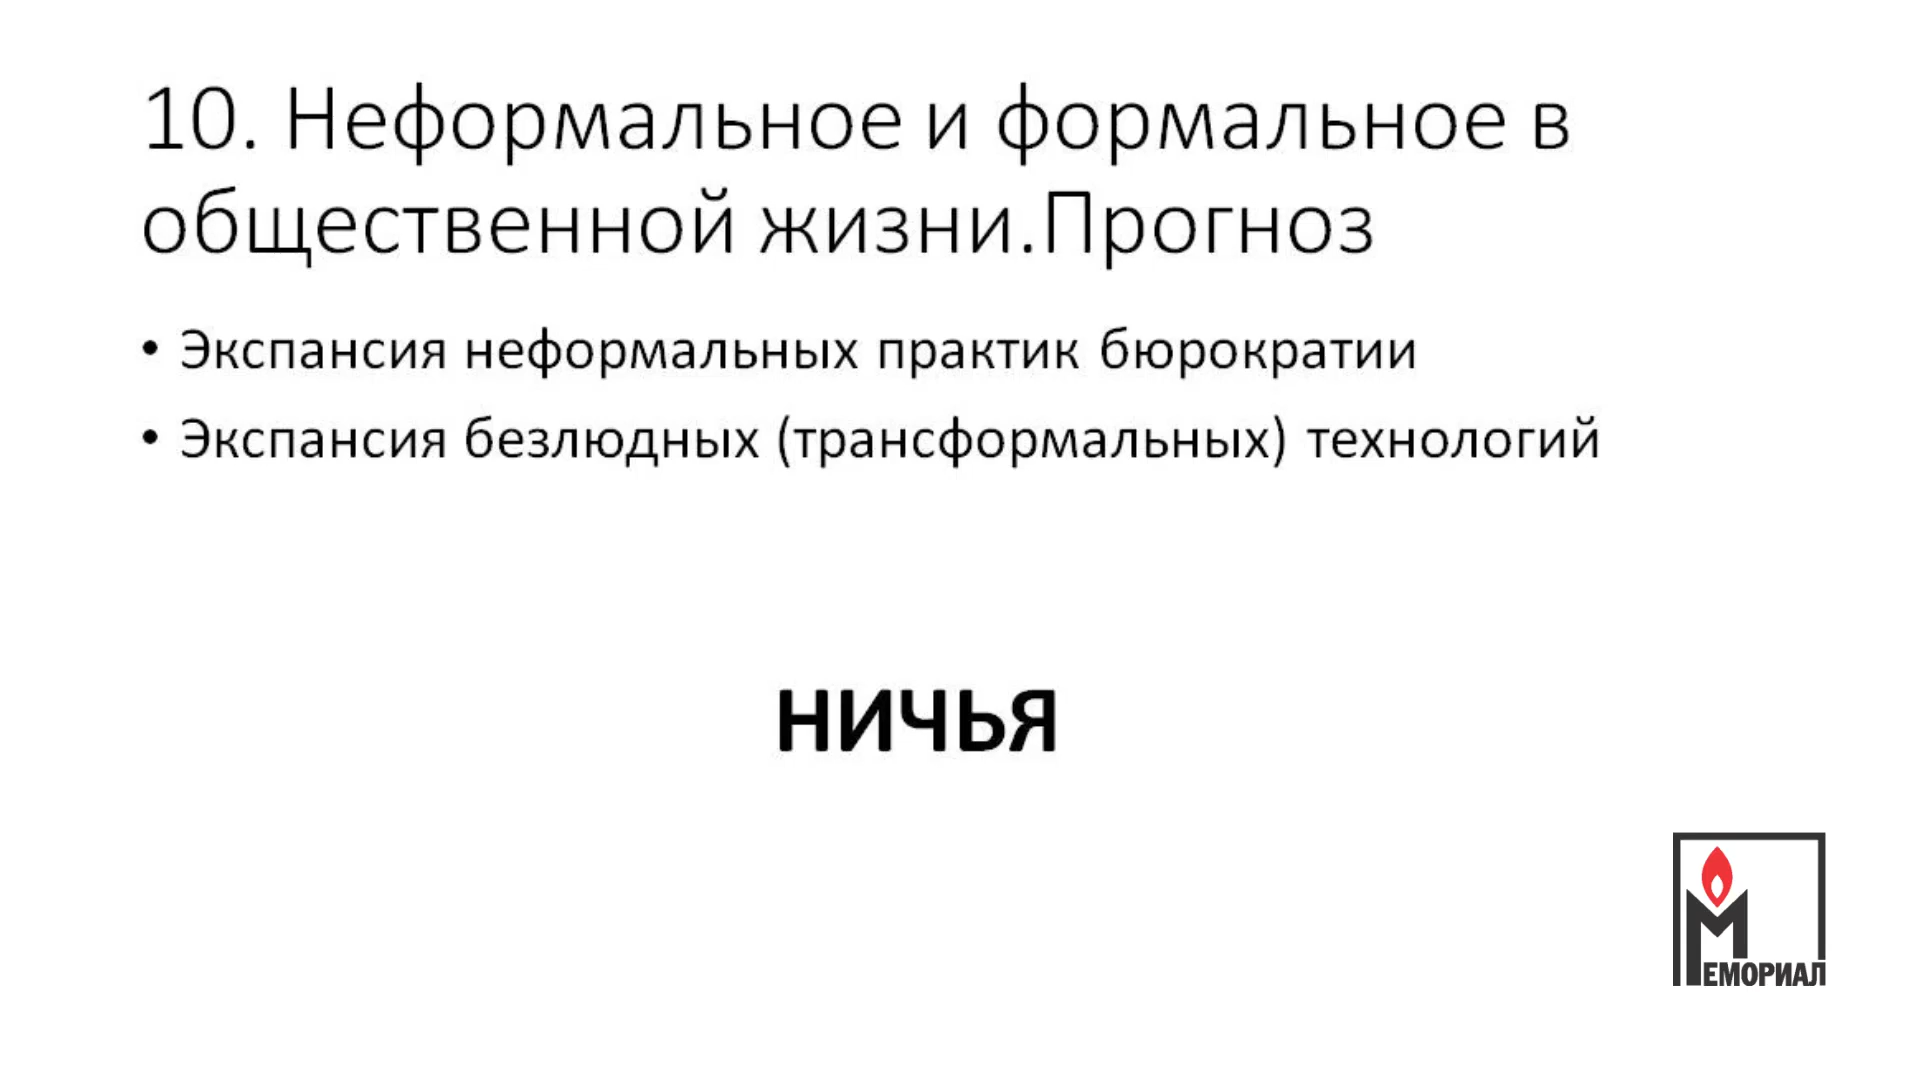 10. Неформальное и формальное в
общественной жизни.Прогноз
• Экспансия неформальных практик бюрократии
• Экспансия безлюдных (трансформальных) технологий
НИЧЬЯ
МЕМОРИАЛ